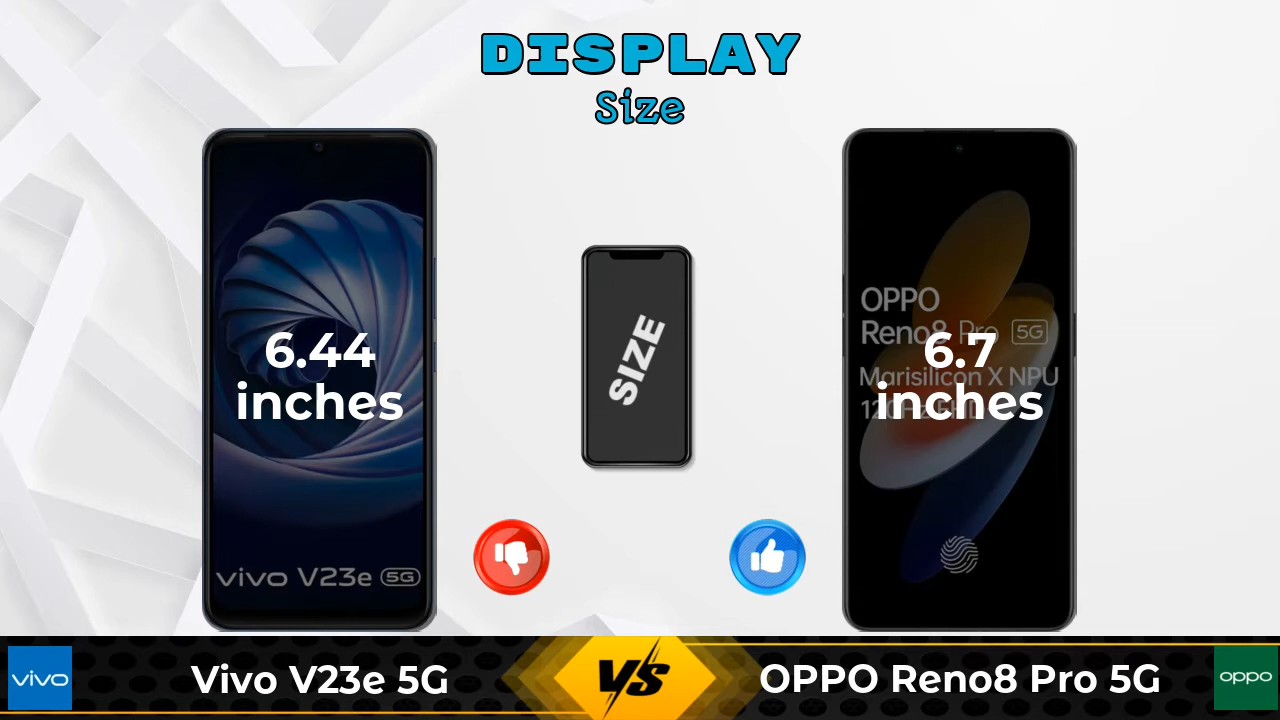 DISPLAY
Size
6.44
inches
vivo V23e 5G
SIZE
OPPO
Reno8 Pro 5G
6.7
Marisilicon X NPU
inches
vivo
Vivo V23e 5G
VS
OPPO Reno8 Pro 5G
oppo